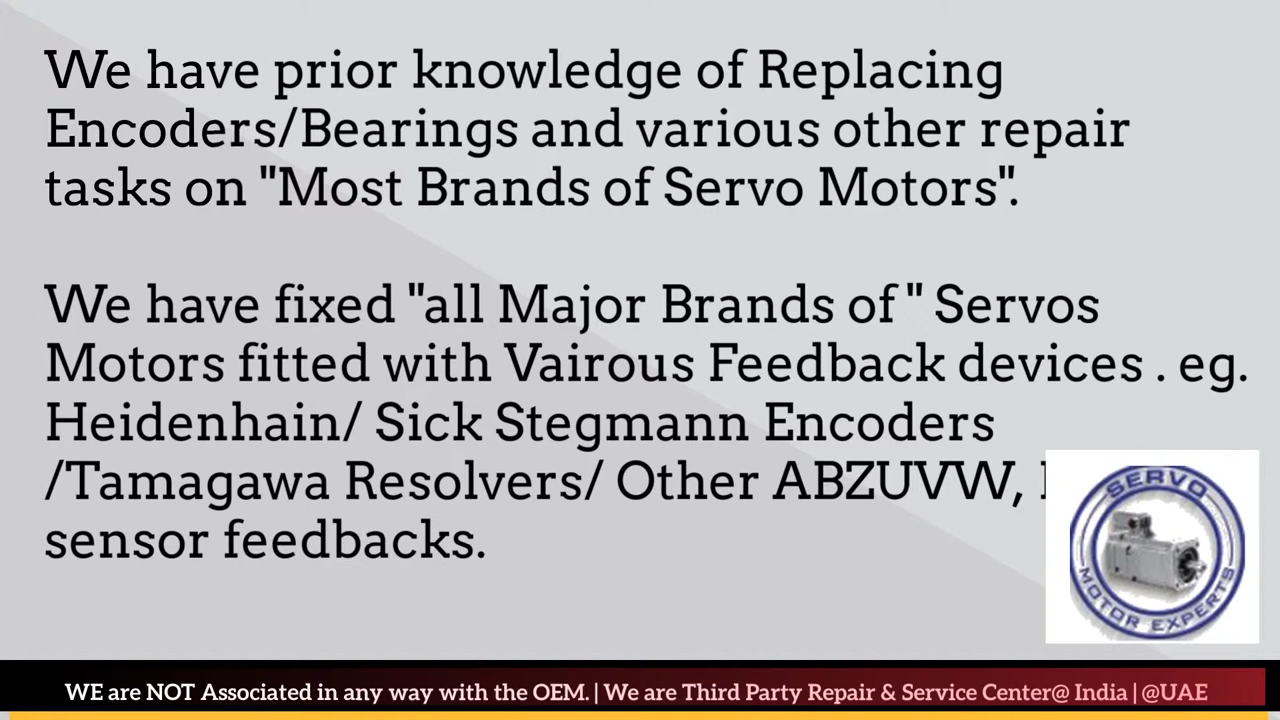 We have prior knowledge of Replacing
Encoders/Bearings and various other repair
tasks on "Most Brands of Servo Motors".
We have fixed "all Major Brands of " Servos
Motors fitted with Vairous Feedback devices . eg.
Heidenhain/ Sick Stegmann Encoders
/Tamagawa Resolvers/ Other ABZUVW,
sensor feedbacks.
SERVO
MOTOR EXPERTS
WE are NOT Associated in any way with the OEM. | We are Third Party Repair & Service Center@ India | @UAE